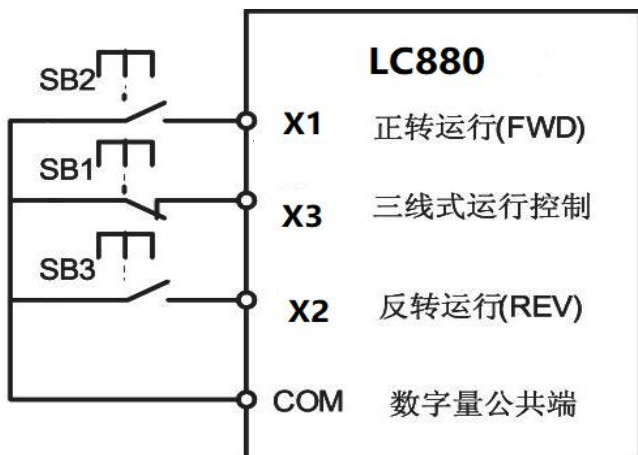 LC880
SB2
X1 正转运行(FWD)
SB1
X3 三线式运行控制
SB3
X2 反转运行(REV)
COM 数字量公共端